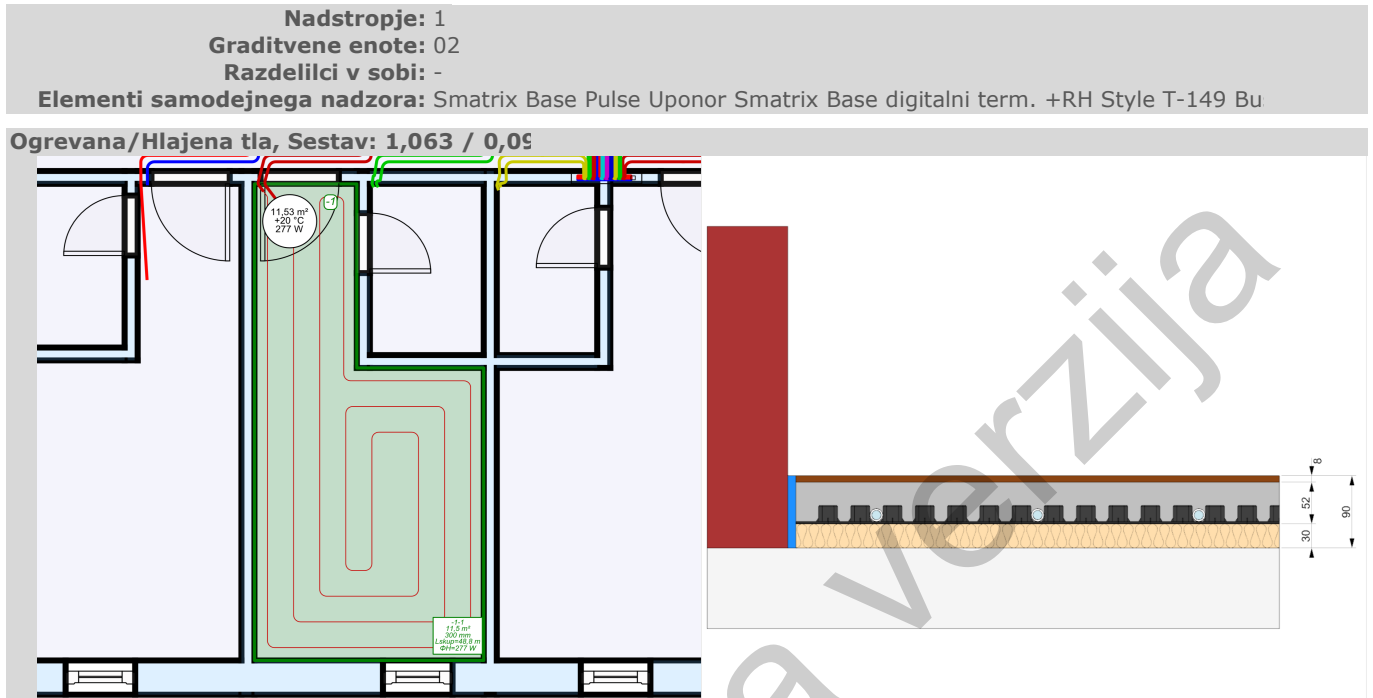 Nadstropje: 1
Graditvene enote: 02
Razdelilci v sobi: -
Elementi samodejnega nadzora: Smatrix Base Pulse Uponor Smatrix Base digitalni term. +RH Style T-149 Bu
Ogrevana/Hlajena tla, Sestav: 1,063 / 0,09
11,53 m²
+20 °C
277 W
-1
-1-1
11,5 m²
300 mm
Lskup=48,8 m
ΦH=277 W
8
52
30
90
a verzija